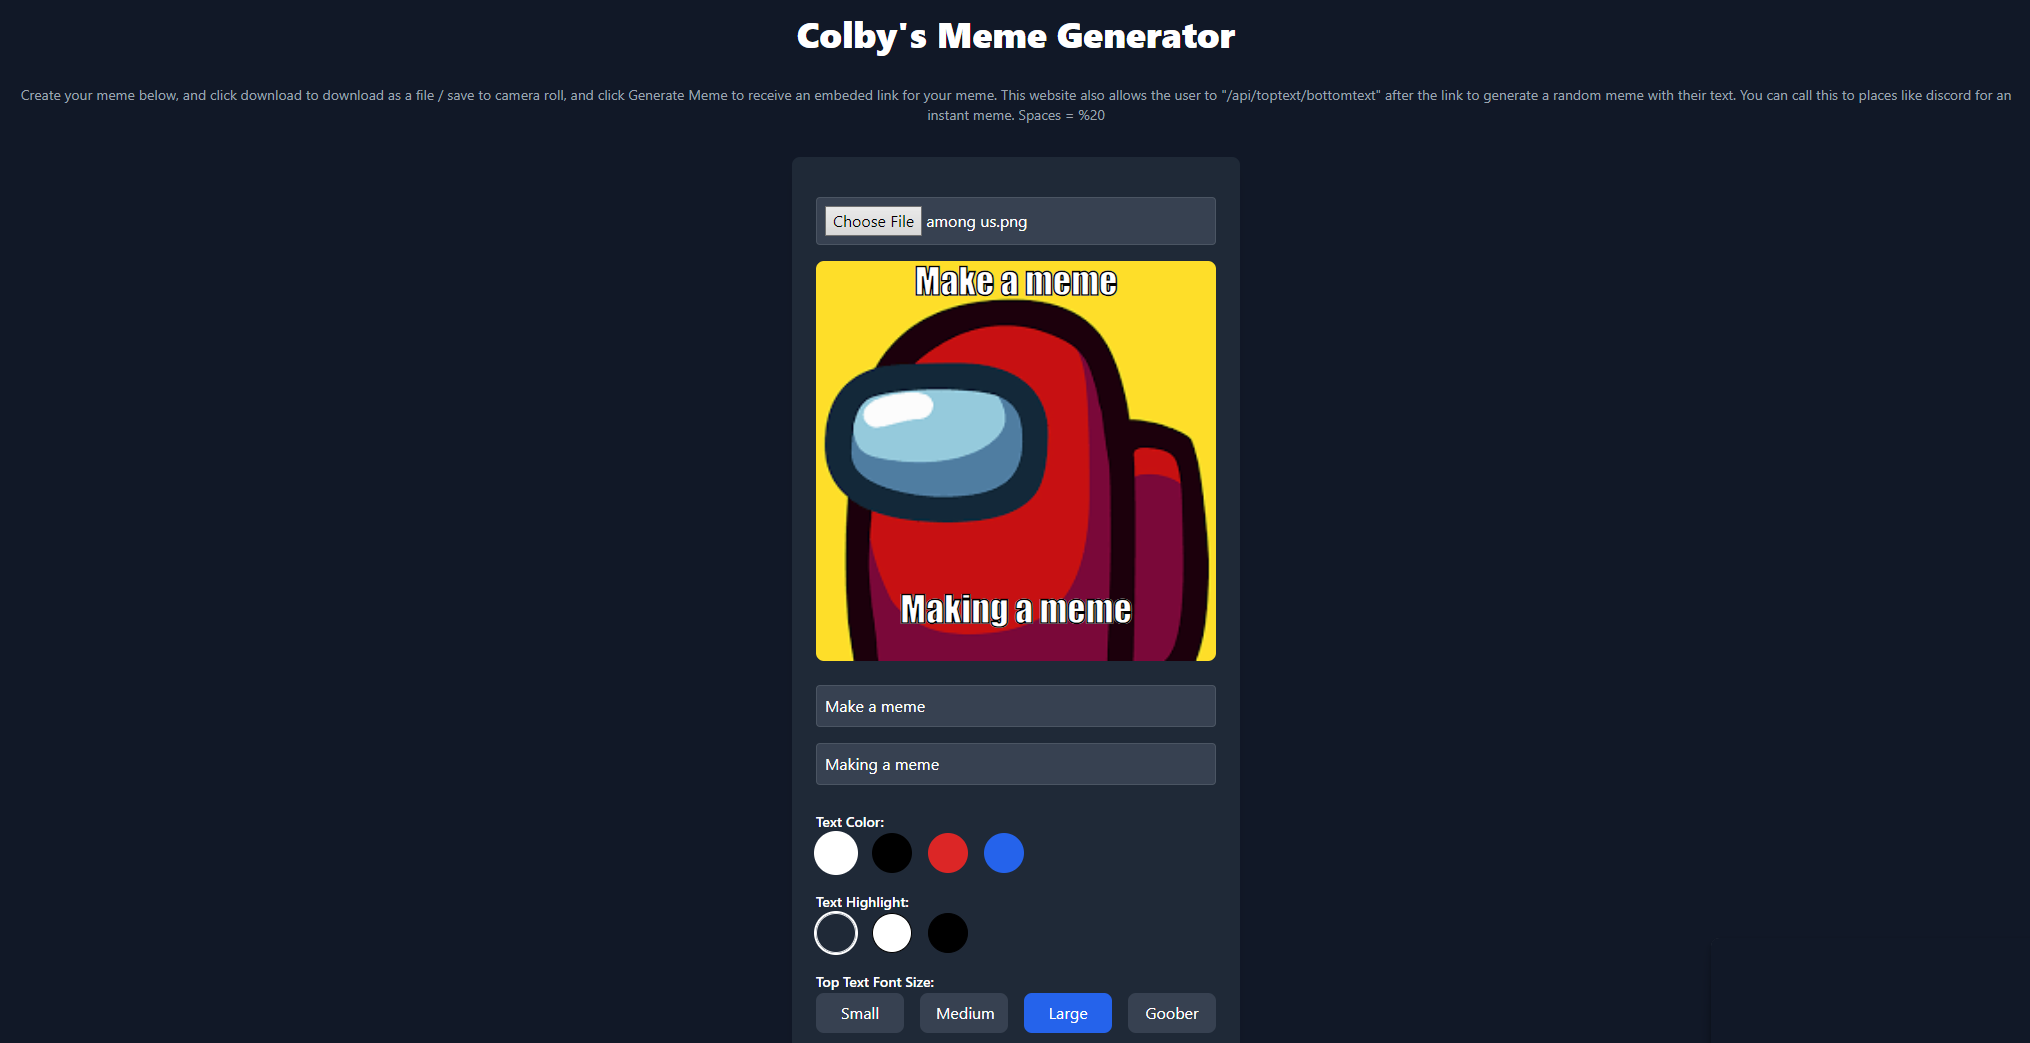 Colby's Meme Generator
Create your meme below, and click download to download as a file / save to camera roll, and click Generate Meme to receive an embeded link for your meme. This website also allows the user to "/api/toptext/bottomtext" after the link to generate a random meme with their text. You can call this to places like discord for an
instant meme. Spaces = %20
Choose File among us.png
Make a meme
Making a meme
Make a meme
Making a meme
Text Color:
Text Highlight:
Top Text Font Size:
Small Medium Large Goober